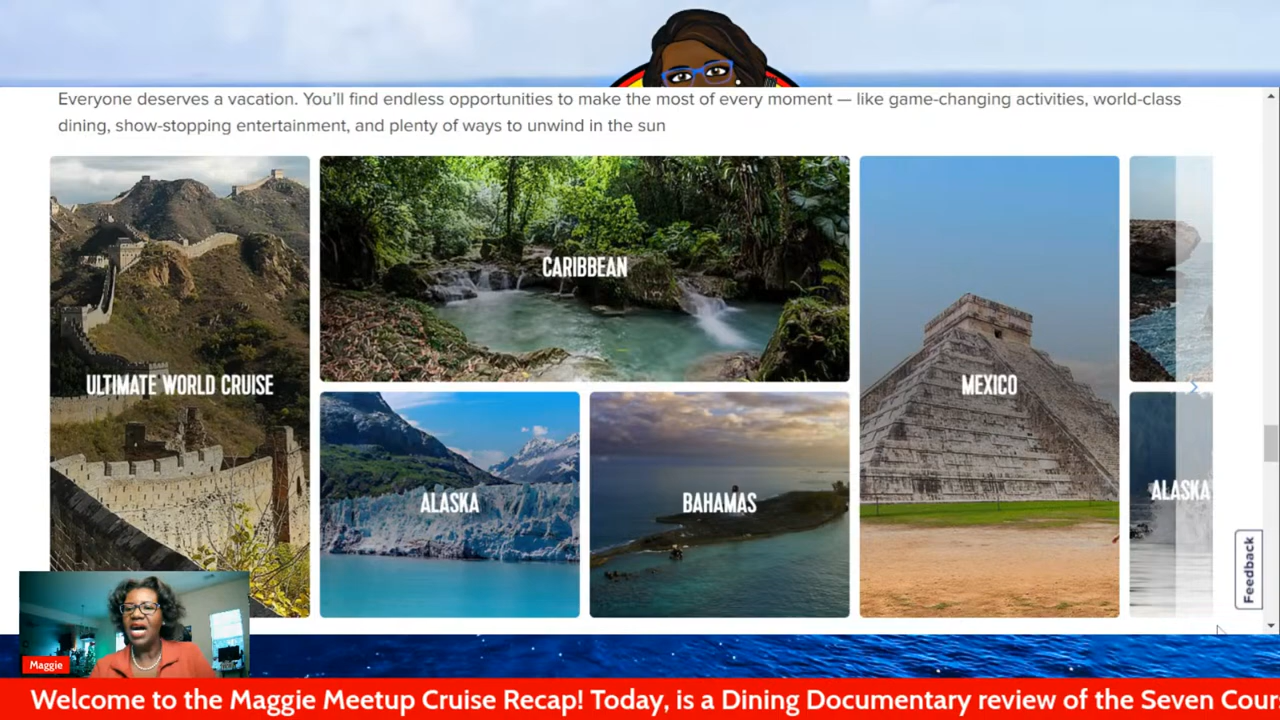 Everyone deserves a vacation. You'll find endless opportunities to make the most of every moment — like game-changing activities, world-class
dining, show-stopping entertainment, and plenty of ways to unwind in the sun
CARIBBEAN
ULTIMATE WORLD CRUISE
MEXICO
ALASKA
BAHAMAS
ALASKA
Feedback
Maggie
Welcome to the Maggie Meetup Cruise Recap! Today, is a Dining Documentary review of the Seven Cour